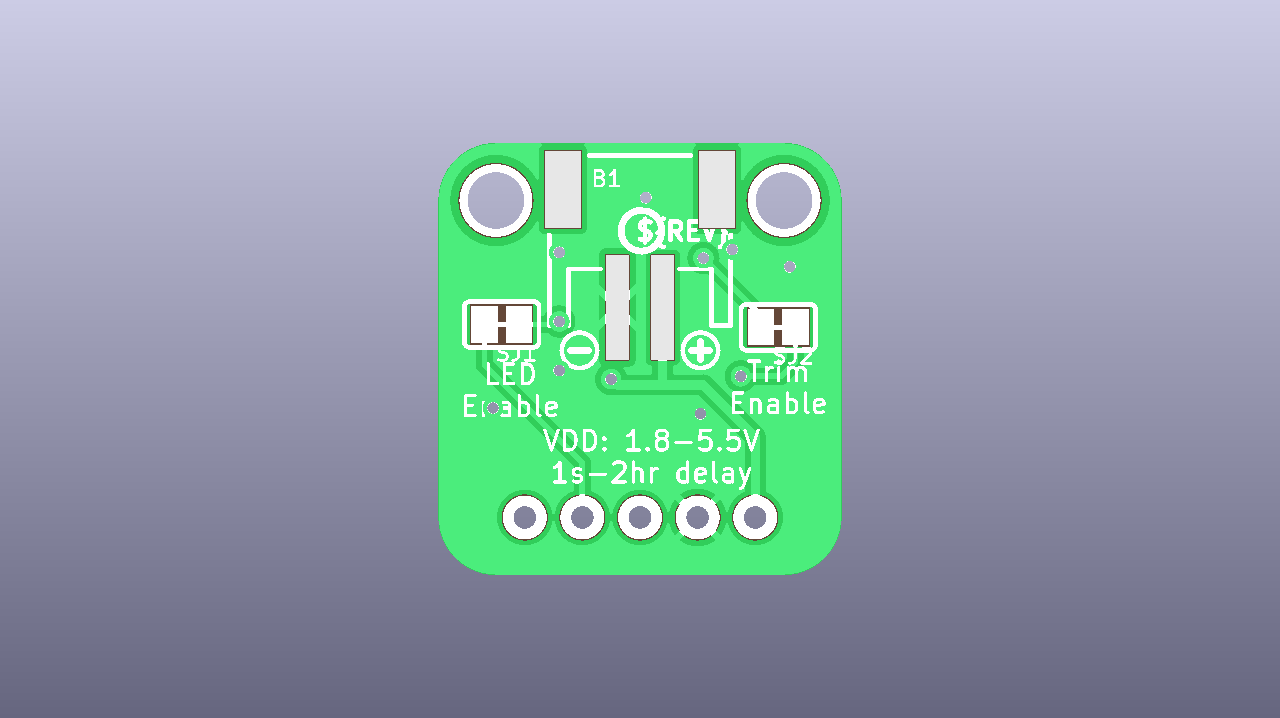 B1
${REV}
SJ1
SJ2
LED
Enable
Trim
Enable
VDD: 1.8–5.5V
1s–2hr delay